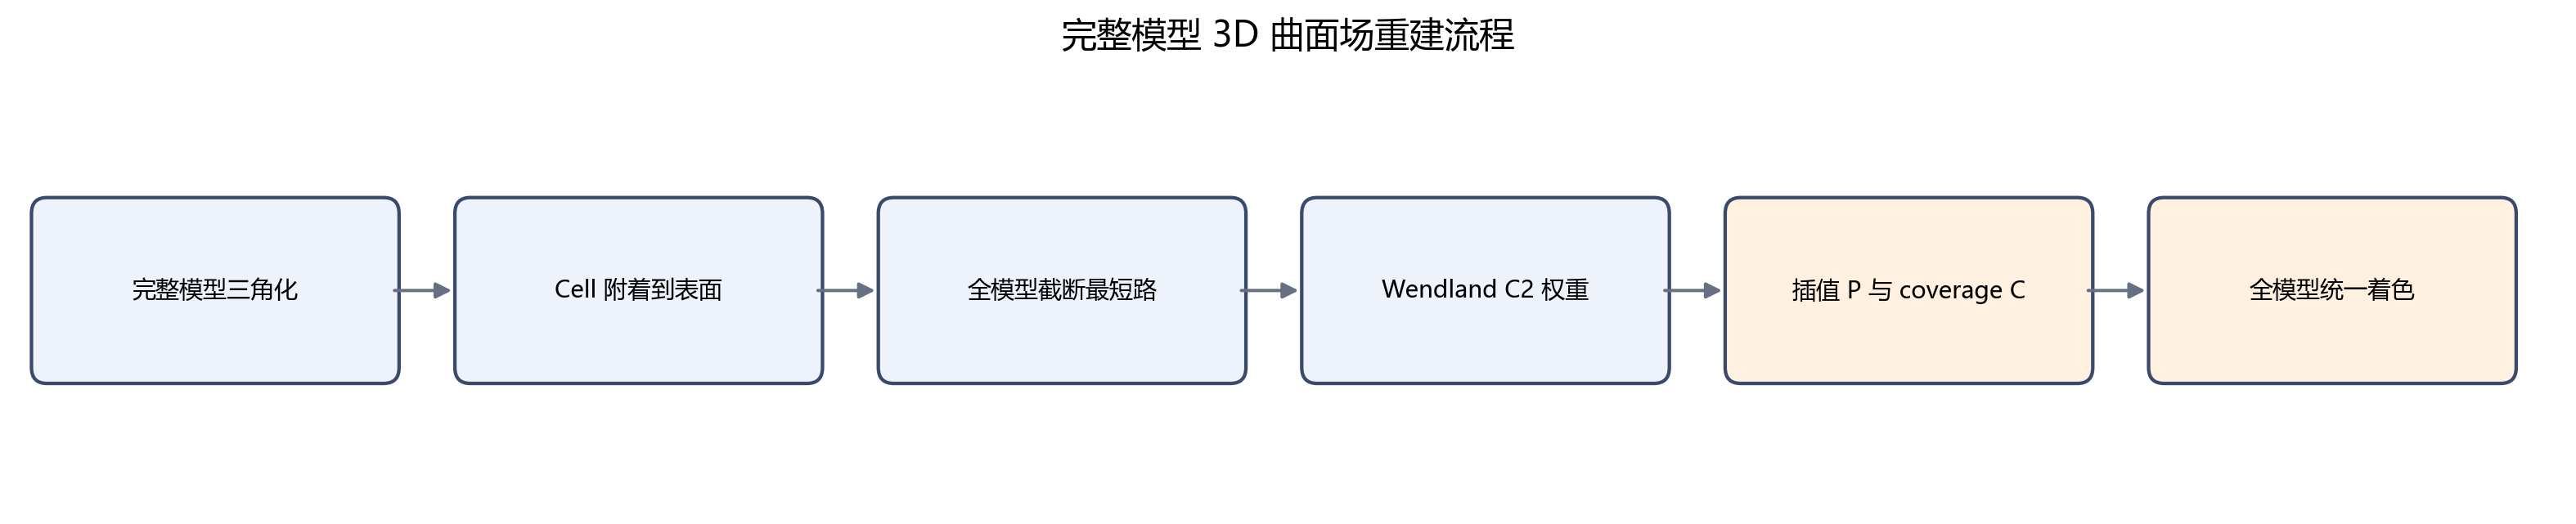 完整模型 3D 曲面场重建流程
完整模型三角化
Cell 附着到表面
全模型截断最短路
Wendland C2 权重
插值 P 与 coverage C
全模型统一着色